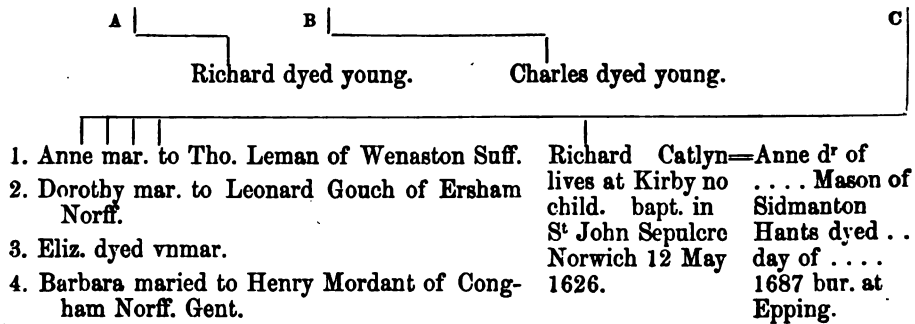 A B C
Richard dyed young. Charles dyed young.
1. Anne mar. to Tho. Leman of Wenaston Suff.
2. Dorothy mar. to Leonard Gouch of Ersham
Norff.
3. Eliz. dyed vnmar.
4. Barbara maried to Henry Mordant of Cong-
ham Norff. Gent.
Richard Catlyn=Anne dʳ of
lives at Kirby no .... Mason of
child. bapt. in Sidmanton
Sᵗ John Sepulcre Hants dyed ..
Norwich 12 May day of ....
1626. 1687 bur. at
Epping.